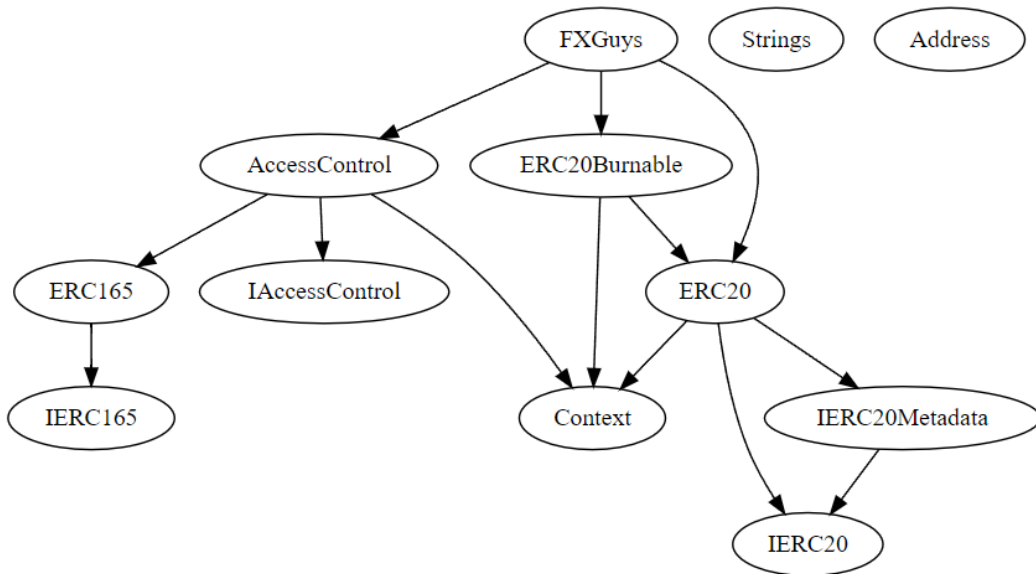 FXGuys
Strings
Address
AccessControl
ERC20Burnable
ERC165
IAccessControl
ERC20
IERC165
Context
IERC20Metadata
IERC20